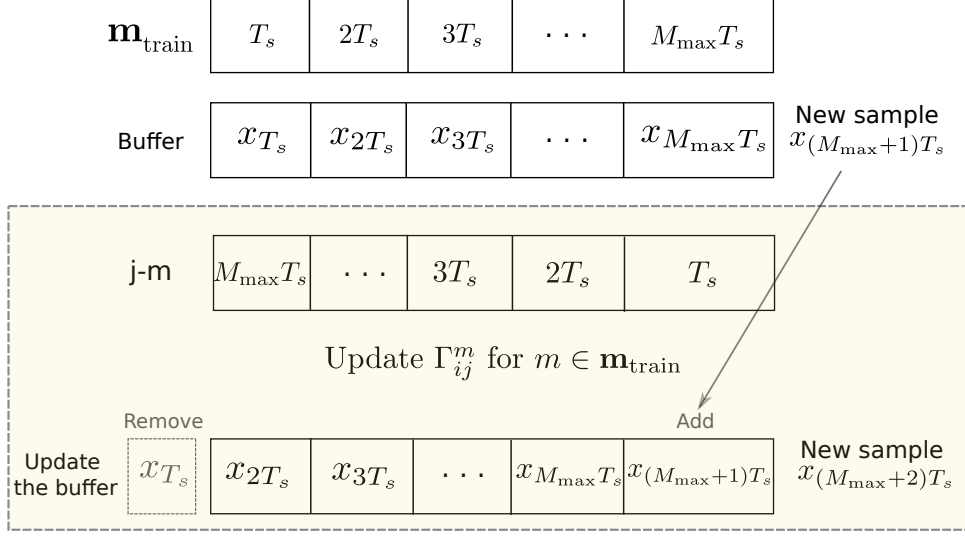 m_train T_s 2T_s 3T_s ··· M_max T_s
Buffer x_{T_s} x_{2T_s} x_{3T_s} ··· x_{M_max T_s}
New sample
x_{(M_max+1)T_s}
j-m M_max T_s ··· 3T_s 2T_s T_s
Update Γ_{ij}^m for m ∈ m_train
Remove Add
Update
the buffer
x_{T_s} x_{2T_s} x_{3T_s} ··· x_{M_max T_s} x_{(M_max+1)T_s}
New sample
x_{(M_max+2)T_s}